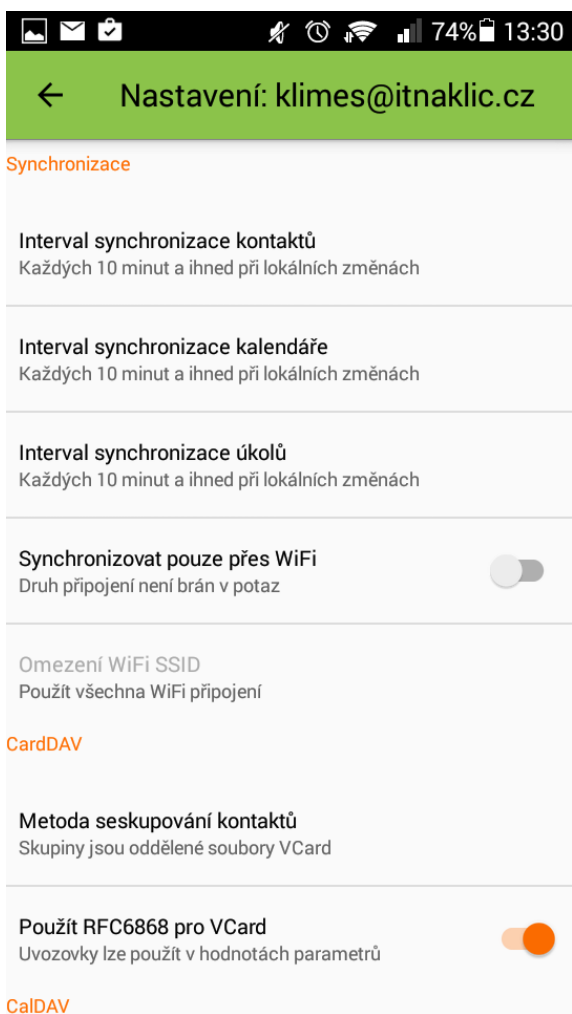 74% 13:30
Nastavení: klimes@itnaklic.cz
Synchronizace
Interval synchronizace kontaktů
Každých 10 minut a ihned při lokálních změnách
Interval synchronizace kalendáře
Každých 10 minut a ihned při lokálních změnách
Interval synchronizace úkolů
Každých 10 minut a ihned při lokálních změnách
Synchronizovat pouze přes WiFi
Druh připojení není brán v potaz
Omezení WiFi SSID
Použít všechna WiFi připojení
CardDAV
Metoda seskupování kontaktů
Skupiny jsou oddělené soubory VCard
Použít RFC6868 pro VCard
Uvozovky lze použít v hodnotách parametrů
CalDAV